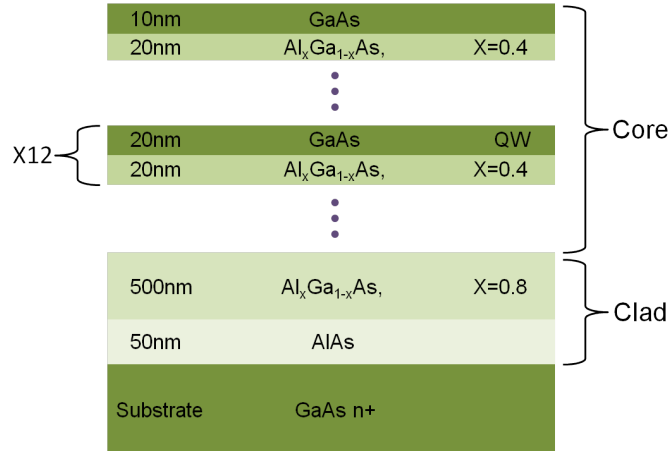 10nm GaAs
20nm AlxGa1-xAs, X=0.4
Core
20nm GaAs QW
X12
20nm AlxGa1-xAs, X=0.4
500nm AlxGa1-xAs, X=0.8
Clad
50nm AlAs
Substrate GaAs n+